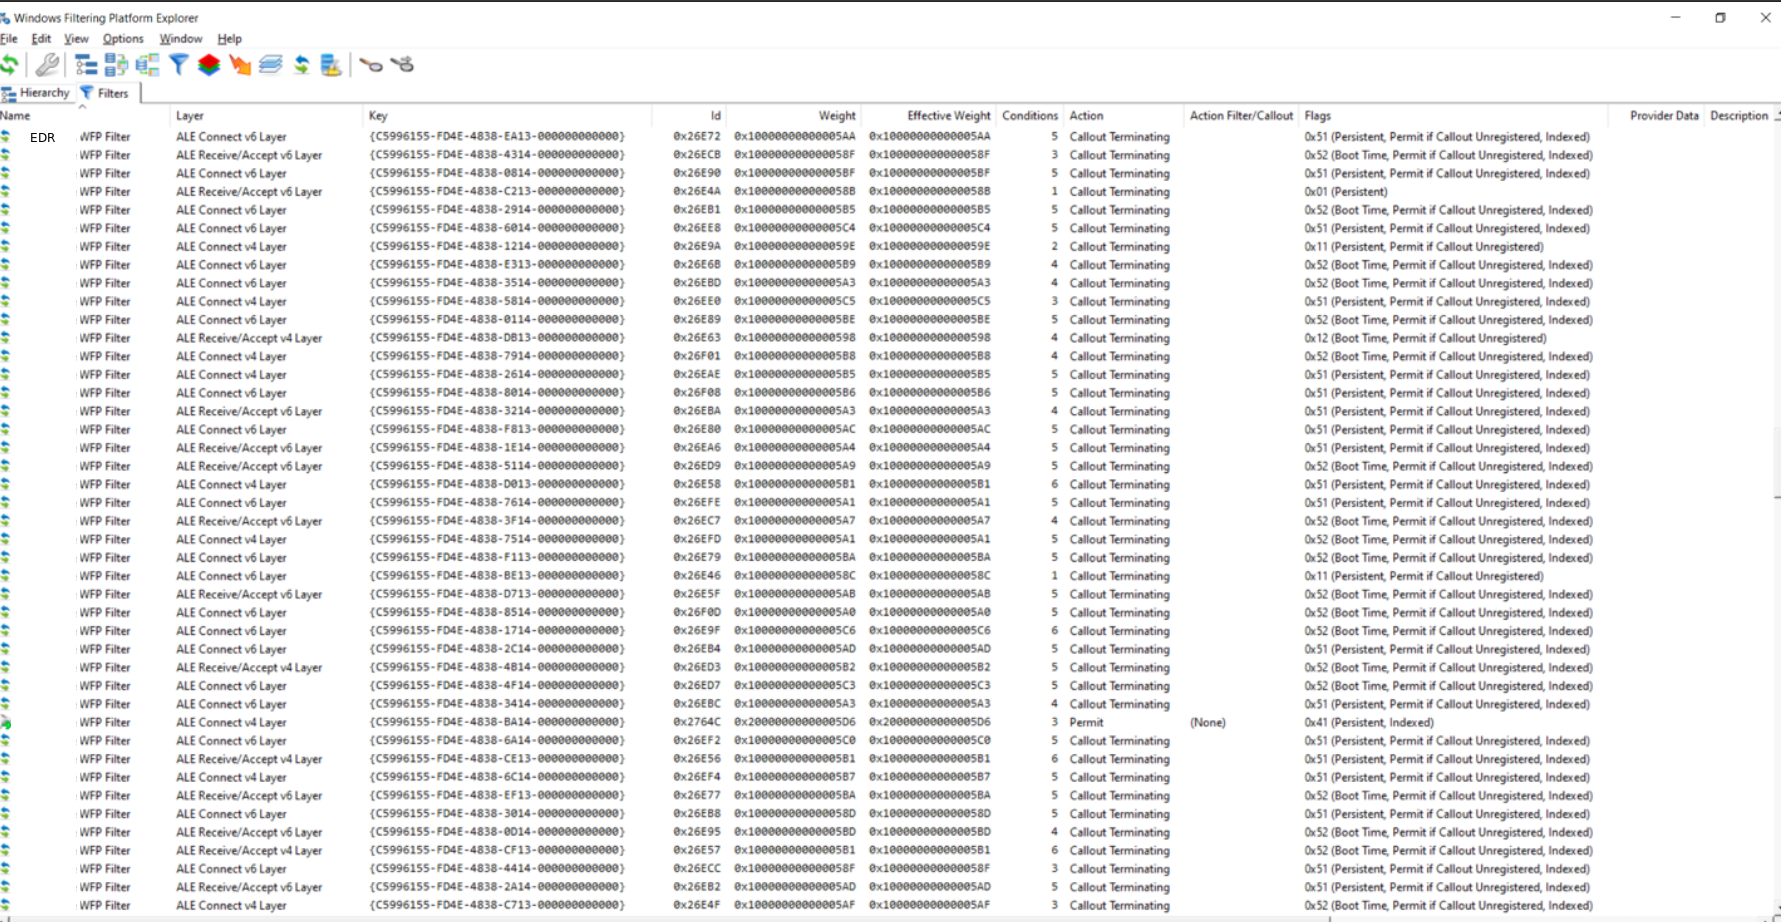 Windows Filtering Platform Explorer
File Edit View Options Window Help
Hierarchy Filters
Name Layer Key Id Weight Effective Weight Conditions Action Action Filter/Callout Flags Provider Data Description
EDR WFP Filter ALE Connect v6 Layer {C5996155-FD4E-4838-EA13-000000000000} 0x26E72 0x10000000000005AA 0x10000000000005AA 5 Callout Terminating 0x51 (Persistent, Permit if Callout Unregistered, Indexed)
WFP Filter ALE Receive/Accept v6 Layer {C5996155-FD4E-4838-4314-000000000000} 0x26ECB 0x100000000000058F 0x100000000000058F 3 Callout Terminating 0x52 (Boot Time, Permit if Callout Unregistered, Indexed)
WFP Filter ALE Connect v6 Layer {C5996155-FD4E-4838-0814-000000000000} 0x26E90 0x10000000000005BF 0x10000000000005BF 5 Callout Terminating 0x51 (Persistent, Permit if Callout Unregistered, Indexed)
WFP Filter ALE Receive/Accept v6 Layer {C5996155-FD4E-4838-C213-000000000000} 0x26E4A 0x100000000000058B 0x100000000000058B 1 Callout Terminating 0x01 (Persistent)
WFP Filter ALE Connect v6 Layer {C5996155-FD4E-4838-2914-000000000000} 0x26EB1 0x10000000000005B5 0x10000000000005B5 5 Callout Terminating 0x52 (Boot Time, Permit if Callout Unregistered, Indexed)
WFP Filter ALE Connect v6 Layer {C5996155-FD4E-4838-6014-000000000000} 0x26EE8 0x10000000000005C4 0x10000000000005C4 5 Callout Terminating 0x51 (Persistent, Permit if Callout Unregistered, Indexed)
WFP Filter ALE Connect v4 Layer {C5996155-FD4E-4838-1214-000000000000} 0x26E9A 0x100000000000059E 0x100000000000059E 2 Callout Terminating 0x11 (Persistent, Permit if Callout Unregistered)
WFP Filter ALE Connect v6 Layer {C5996155-FD4E-4838-E313-000000000000} 0x26E6B 0x10000000000005B9 0x10000000000005B9 4 Callout Terminating 0x52 (Boot Time, Permit if Callout Unregistered, Indexed)
WFP Filter ALE Connect v6 Layer {C5996155-FD4E-4838-3514-000000000000} 0x26EBD 0x10000000000005A3 0x10000000000005A3 4 Callout Terminating 0x52 (Boot Time, Permit if Callout Unregistered, Indexed)
WFP Filter ALE Connect v4 Layer {C5996155-FD4E-4838-5814-000000000000} 0x26EE0 0x10000000000005C5 0x10000000000005C5 3 Callout Terminating 0x51 (Persistent, Permit if Callout Unregistered, Indexed)
WFP Filter ALE Connect v6 Layer {C5996155-FD4E-4838-0114-000000000000} 0x26E89 0x10000000000005BE 0x10000000000005BE 5 Callout Terminating 0x52 (Boot Time, Permit if Callout Unregistered, Indexed)
WFP Filter ALE Receive/Accept v4 Layer {C5996155-FD4E-4838-DB13-000000000000} 0x26E63 0x1000000000000598 0x1000000000000598 4 Callout Terminating 0x12 (Boot Time, Permit if Callout Unregistered)
WFP Filter ALE Connect v4 Layer {C5996155-FD4E-4838-7914-000000000000} 0x26F01 0x10000000000005B8 0x10000000000005B8 4 Callout Terminating 0x52 (Boot Time, Permit if Callout Unregistered, Indexed)
WFP Filter ALE Connect v4 Layer {C5996155-FD4E-4838-2614-000000000000} 0x26EAE 0x10000000000005B5 0x10000000000005B5 5 Callout Terminating 0x51 (Persistent, Permit if Callout Unregistered, Indexed)
WFP Filter ALE Connect v6 Layer {C5996155-FD4E-4838-8014-000000000000} 0x26F08 0x10000000000005B6 0x10000000000005B6 5 Callout Terminating 0x51 (Persistent, Permit if Callout Unregistered, Indexed)
WFP Filter ALE Receive/Accept v6 Layer {C5996155-FD4E-4838-3214-000000000000} 0x26EBA 0x10000000000005A3 0x10000000000005A3 4 Callout Terminating 0x51 (Persistent, Permit if Callout Unregistered, Indexed)
WFP Filter ALE Connect v6 Layer {C5996155-FD4E-4838-F813-000000000000} 0x26E80 0x10000000000005AC 0x10000000000005AC 5 Callout Terminating 0x51 (Persistent, Permit if Callout Unregistered, Indexed)
WFP Filter ALE Receive/Accept v6 Layer {C5996155-FD4E-4838-1E14-000000000000} 0x26EA6 0x10000000000005A4 0x10000000000005A4 5 Callout Terminating 0x51 (Persistent, Permit if Callout Unregistered, Indexed)
WFP Filter ALE Receive/Accept v6 Layer {C5996155-FD4E-4838-5114-000000000000} 0x26ED9 0x10000000000005A9 0x10000000000005A9 5 Callout Terminating 0x52 (Boot Time, Permit if Callout Unregistered, Indexed)
WFP Filter ALE Connect v4 Layer {C5996155-FD4E-4838-D013-000000000000} 0x26E58 0x10000000000005B1 0x10000000000005B1 6 Callout Terminating 0x51 (Persistent, Permit if Callout Unregistered, Indexed)
WFP Filter ALE Connect v6 Layer {C5996155-FD4E-4838-7614-000000000000} 0x26EFE 0x10000000000005A1 0x10000000000005A1 5 Callout Terminating 0x51 (Persistent, Permit if Callout Unregistered, Indexed)
WFP Filter ALE Receive/Accept v6 Layer {C5996155-FD4E-4838-3F14-000000000000} 0x26EC7 0x10000000000005A7 0x10000000000005A7 4 Callout Terminating 0x52 (Boot Time, Permit if Callout Unregistered, Indexed)
WFP Filter ALE Connect v4 Layer {C5996155-FD4E-4838-7514-000000000000} 0x26EFD 0x10000000000005A1 0x10000000000005A1 5 Callout Terminating 0x52 (Boot Time, Permit if Callout Unregistered, Indexed)
WFP Filter ALE Connect v6 Layer {C5996155-FD4E-4838-F113-000000000000} 0x26E79 0x10000000000005BA 0x10000000000005BA 5 Callout Terminating 0x52 (Boot Time, Permit if Callout Unregistered, Indexed)
WFP Filter ALE Connect v6 Layer {C5996155-FD4E-4838-BE13-000000000000} 0x26E46 0x100000000000058C 0x100000000000058C 1 Callout Terminating 0x11 (Persistent, Permit if Callout Unregistered)
WFP Filter ALE Receive/Accept v6 Layer {C5996155-FD4E-4838-D713-000000000000} 0x26E5F 0x10000000000005AB 0x10000000000005AB 5 Callout Terminating 0x52 (Boot Time, Permit if Callout Unregistered, Indexed)
WFP Filter ALE Connect v6 Layer {C5996155-FD4E-4838-8514-000000000000} 0x26F0D 0x10000000000005A0 0x10000000000005A0 5 Callout Terminating 0x52 (Boot Time, Permit if Callout Unregistered, Indexed)
WFP Filter ALE Connect v4 Layer {C5996155-FD4E-4838-1714-000000000000} 0x26E9F 0x10000000000005C6 0x10000000000005C6 6 Callout Terminating 0x52 (Boot Time, Permit if Callout Unregistered, Indexed)
WFP Filter ALE Connect v6 Layer {C5996155-FD4E-4838-2C14-000000000000} 0x26EB4 0x10000000000005AD 0x10000000000005AD 5 Callout Terminating 0x51 (Persistent, Permit if Callout Unregistered, Indexed)
WFP Filter ALE Receive/Accept v4 Layer {C5996155-FD4E-4838-4B14-000000000000} 0x26ED3 0x10000000000005B2 0x10000000000005B2 5 Callout Terminating 0x52 (Boot Time, Permit if Callout Unregistered, Indexed)
WFP Filter ALE Connect v6 Layer {C5996155-FD4E-4838-4F14-000000000000} 0x26ED7 0x10000000000005C3 0x10000000000005C3 5 Callout Terminating 0x52 (Boot Time, Permit if Callout Unregistered, Indexed)
WFP Filter ALE Connect v6 Layer {C5996155-FD4E-4838-3414-000000000000} 0x26EBC 0x10000000000005A3 0x10000000000005A3 4 Callout Terminating 0x51 (Persistent, Permit if Callout Unregistered, Indexed)
WFP Filter ALE Connect v4 Layer {C5996155-FD4E-4838-BA14-000000000000} 0x2764C 0x20000000000005D6 0x20000000000005D6 3 Permit (None) 0x41 (Persistent, Indexed)
WFP Filter ALE Connect v6 Layer {C5996155-FD4E-4838-6A14-000000000000} 0x26EF2 0x10000000000005C0 0x10000000000005C0 5 Callout Terminating 0x51 (Persistent, Permit if Callout Unregistered, Indexed)
WFP Filter ALE Receive/Accept v4 Layer {C5996155-FD4E-4838-CE13-000000000000} 0x26E56 0x10000000000005B1 0x10000000000005B1 6 Callout Terminating 0x51 (Persistent, Permit if Callout Unregistered, Indexed)
WFP Filter ALE Connect v4 Layer {C5996155-FD4E-4838-6C14-000000000000} 0x26EF4 0x10000000000005B7 0x10000000000005B7 5 Callout Terminating 0x51 (Persistent, Permit if Callout Unregistered, Indexed)
WFP Filter ALE Receive/Accept v6 Layer {C5996155-FD4E-4838-EF13-000000000000} 0x26E77 0x10000000000005BA 0x10000000000005BA 5 Callout Terminating 0x52 (Boot Time, Permit if Callout Unregistered, Indexed)
WFP Filter ALE Connect v6 Layer {C5996155-FD4E-4838-3014-000000000000} 0x26EB8 0x100000000000058D 0x100000000000058D 5 Callout Terminating 0x51 (Persistent, Permit if Callout Unregistered, Indexed)
WFP Filter ALE Receive/Accept v6 Layer {C5996155-FD4E-4838-0D14-000000000000} 0x26E95 0x10000000000005BD 0x10000000000005BD 4 Callout Terminating 0x52 (Boot Time, Permit if Callout Unregistered, Indexed)
WFP Filter ALE Receive/Accept v4 Layer {C5996155-FD4E-4838-CF13-000000000000} 0x26E57 0x10000000000005B1 0x10000000000005B1 6 Callout Terminating 0x52 (Boot Time, Permit if Callout Unregistered, Indexed)
WFP Filter ALE Connect v6 Layer {C5996155-FD4E-4838-4414-000000000000} 0x26ECC 0x100000000000058F 0x100000000000058F 3 Callout Terminating 0x51 (Persistent, Permit if Callout Unregistered, Indexed)
WFP Filter ALE Receive/Accept v6 Layer {C5996155-FD4E-4838-2A14-000000000000} 0x26EB2 0x10000000000005AD 0x10000000000005AD 5 Callout Terminating 0x51 (Persistent, Permit if Callout Unregistered, Indexed)
WFP Filter ALE Connect v4 Layer {C5996155-FD4E-4838-C713-000000000000} 0x26E4F 0x10000000000005AF 0x10000000000005AF 3 Callout Terminating 0x52 (Boot Time, Permit if Callout Unregistered, Indexed)